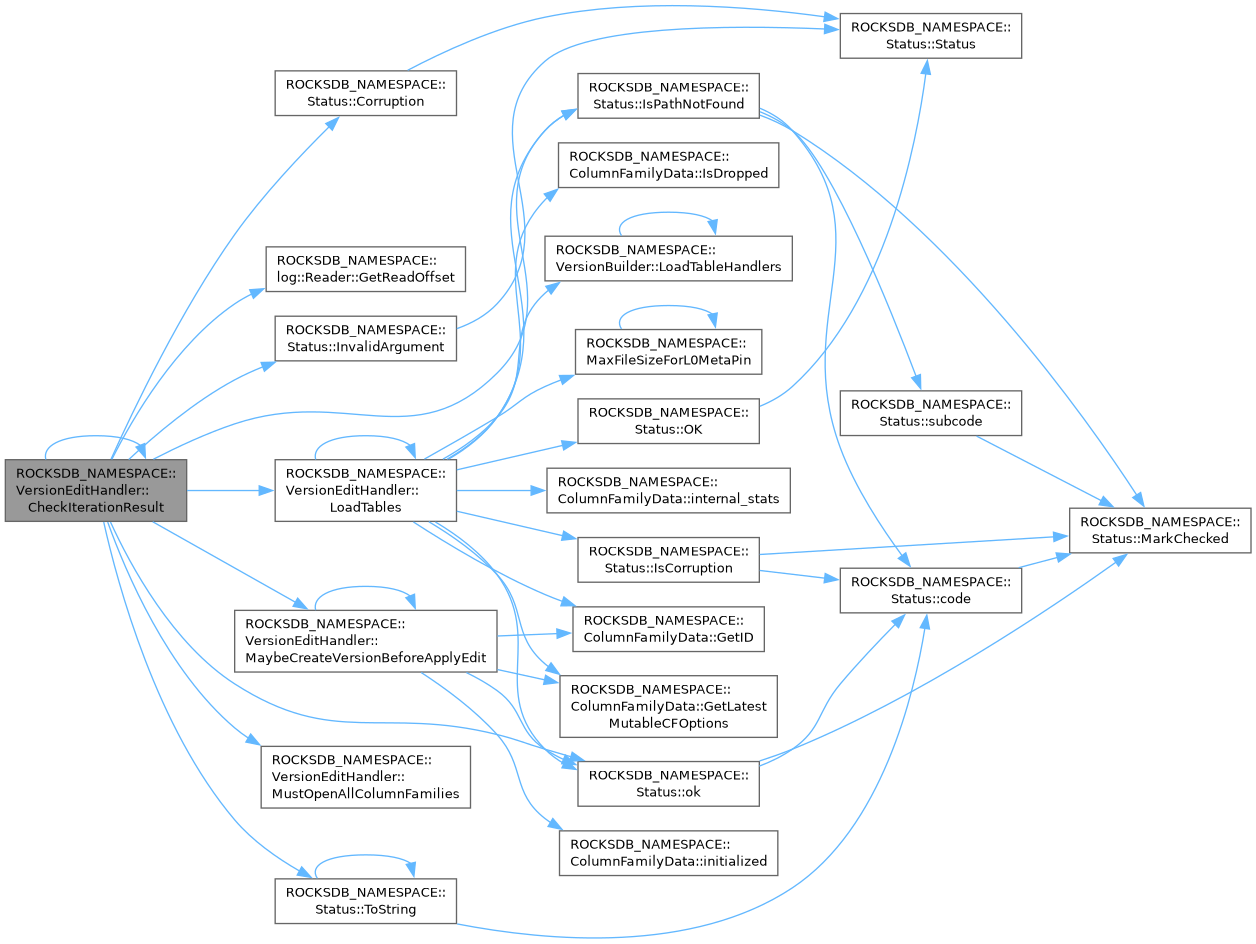 ROCKSDB_NAMESPACE::
VersionEditHandler::
CheckIterationResult
ROCKSDB_NAMESPACE::
Status::Corruption
ROCKSDB_NAMESPACE::
log::Reader::GetReadOffset
ROCKSDB_NAMESPACE::
Status::InvalidArgument
ROCKSDB_NAMESPACE::
VersionEditHandler::
LoadTables
ROCKSDB_NAMESPACE::
VersionEditHandler::
MaybeCreateVersionBeforeApplyEdit
ROCKSDB_NAMESPACE::
VersionEditHandler::
MustOpenAllColumnFamilies
ROCKSDB_NAMESPACE::
Status::ToString
ROCKSDB_NAMESPACE::
Status::IsPathNotFound
ROCKSDB_NAMESPACE::
ColumnFamilyData::IsDropped
ROCKSDB_NAMESPACE::
VersionBuilder::LoadTableHandlers
ROCKSDB_NAMESPACE::
MaxFileSizeForL0MetaPin
ROCKSDB_NAMESPACE::
Status::OK
ROCKSDB_NAMESPACE::
ColumnFamilyData::internal_stats
ROCKSDB_NAMESPACE::
Status::IsCorruption
ROCKSDB_NAMESPACE::
ColumnFamilyData::GetID
ROCKSDB_NAMESPACE::
ColumnFamilyData::GetLatest
MutableCFOptions
ROCKSDB_NAMESPACE::
Status::ok
ROCKSDB_NAMESPACE::
ColumnFamilyData::initialized
ROCKSDB_NAMESPACE::
Status::Status
ROCKSDB_NAMESPACE::
Status::subcode
ROCKSDB_NAMESPACE::
Status::code
ROCKSDB_NAMESPACE::
Status::MarkChecked